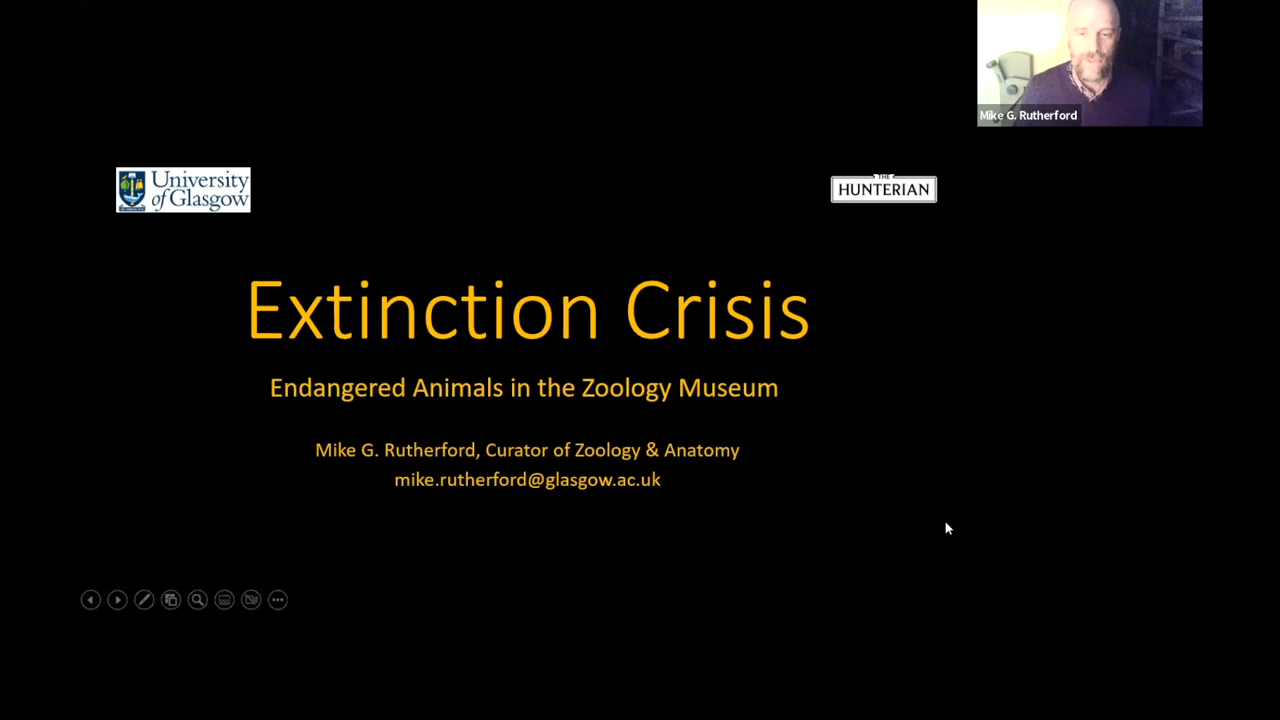 Mike G. Rutherford
University
of Glasgow
THE
HUNTERIAN
Extinction Crisis
Endangered Animals in the Zoology Museum
Mike G. Rutherford, Curator of Zoology & Anatomy
mike.rutherford@glasgow.ac.uk